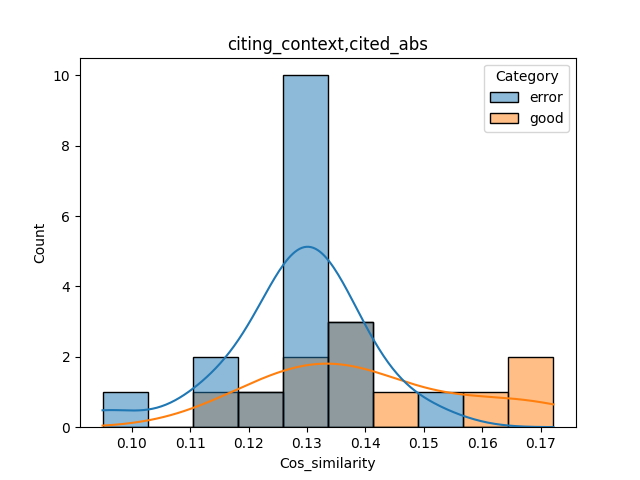 citing_context,cited_abs
Category
error
good
Count
10
8
6
4
2
0
0.10 0.11 0.12 0.13 0.14 0.15 0.16 0.17
Cos_similarity